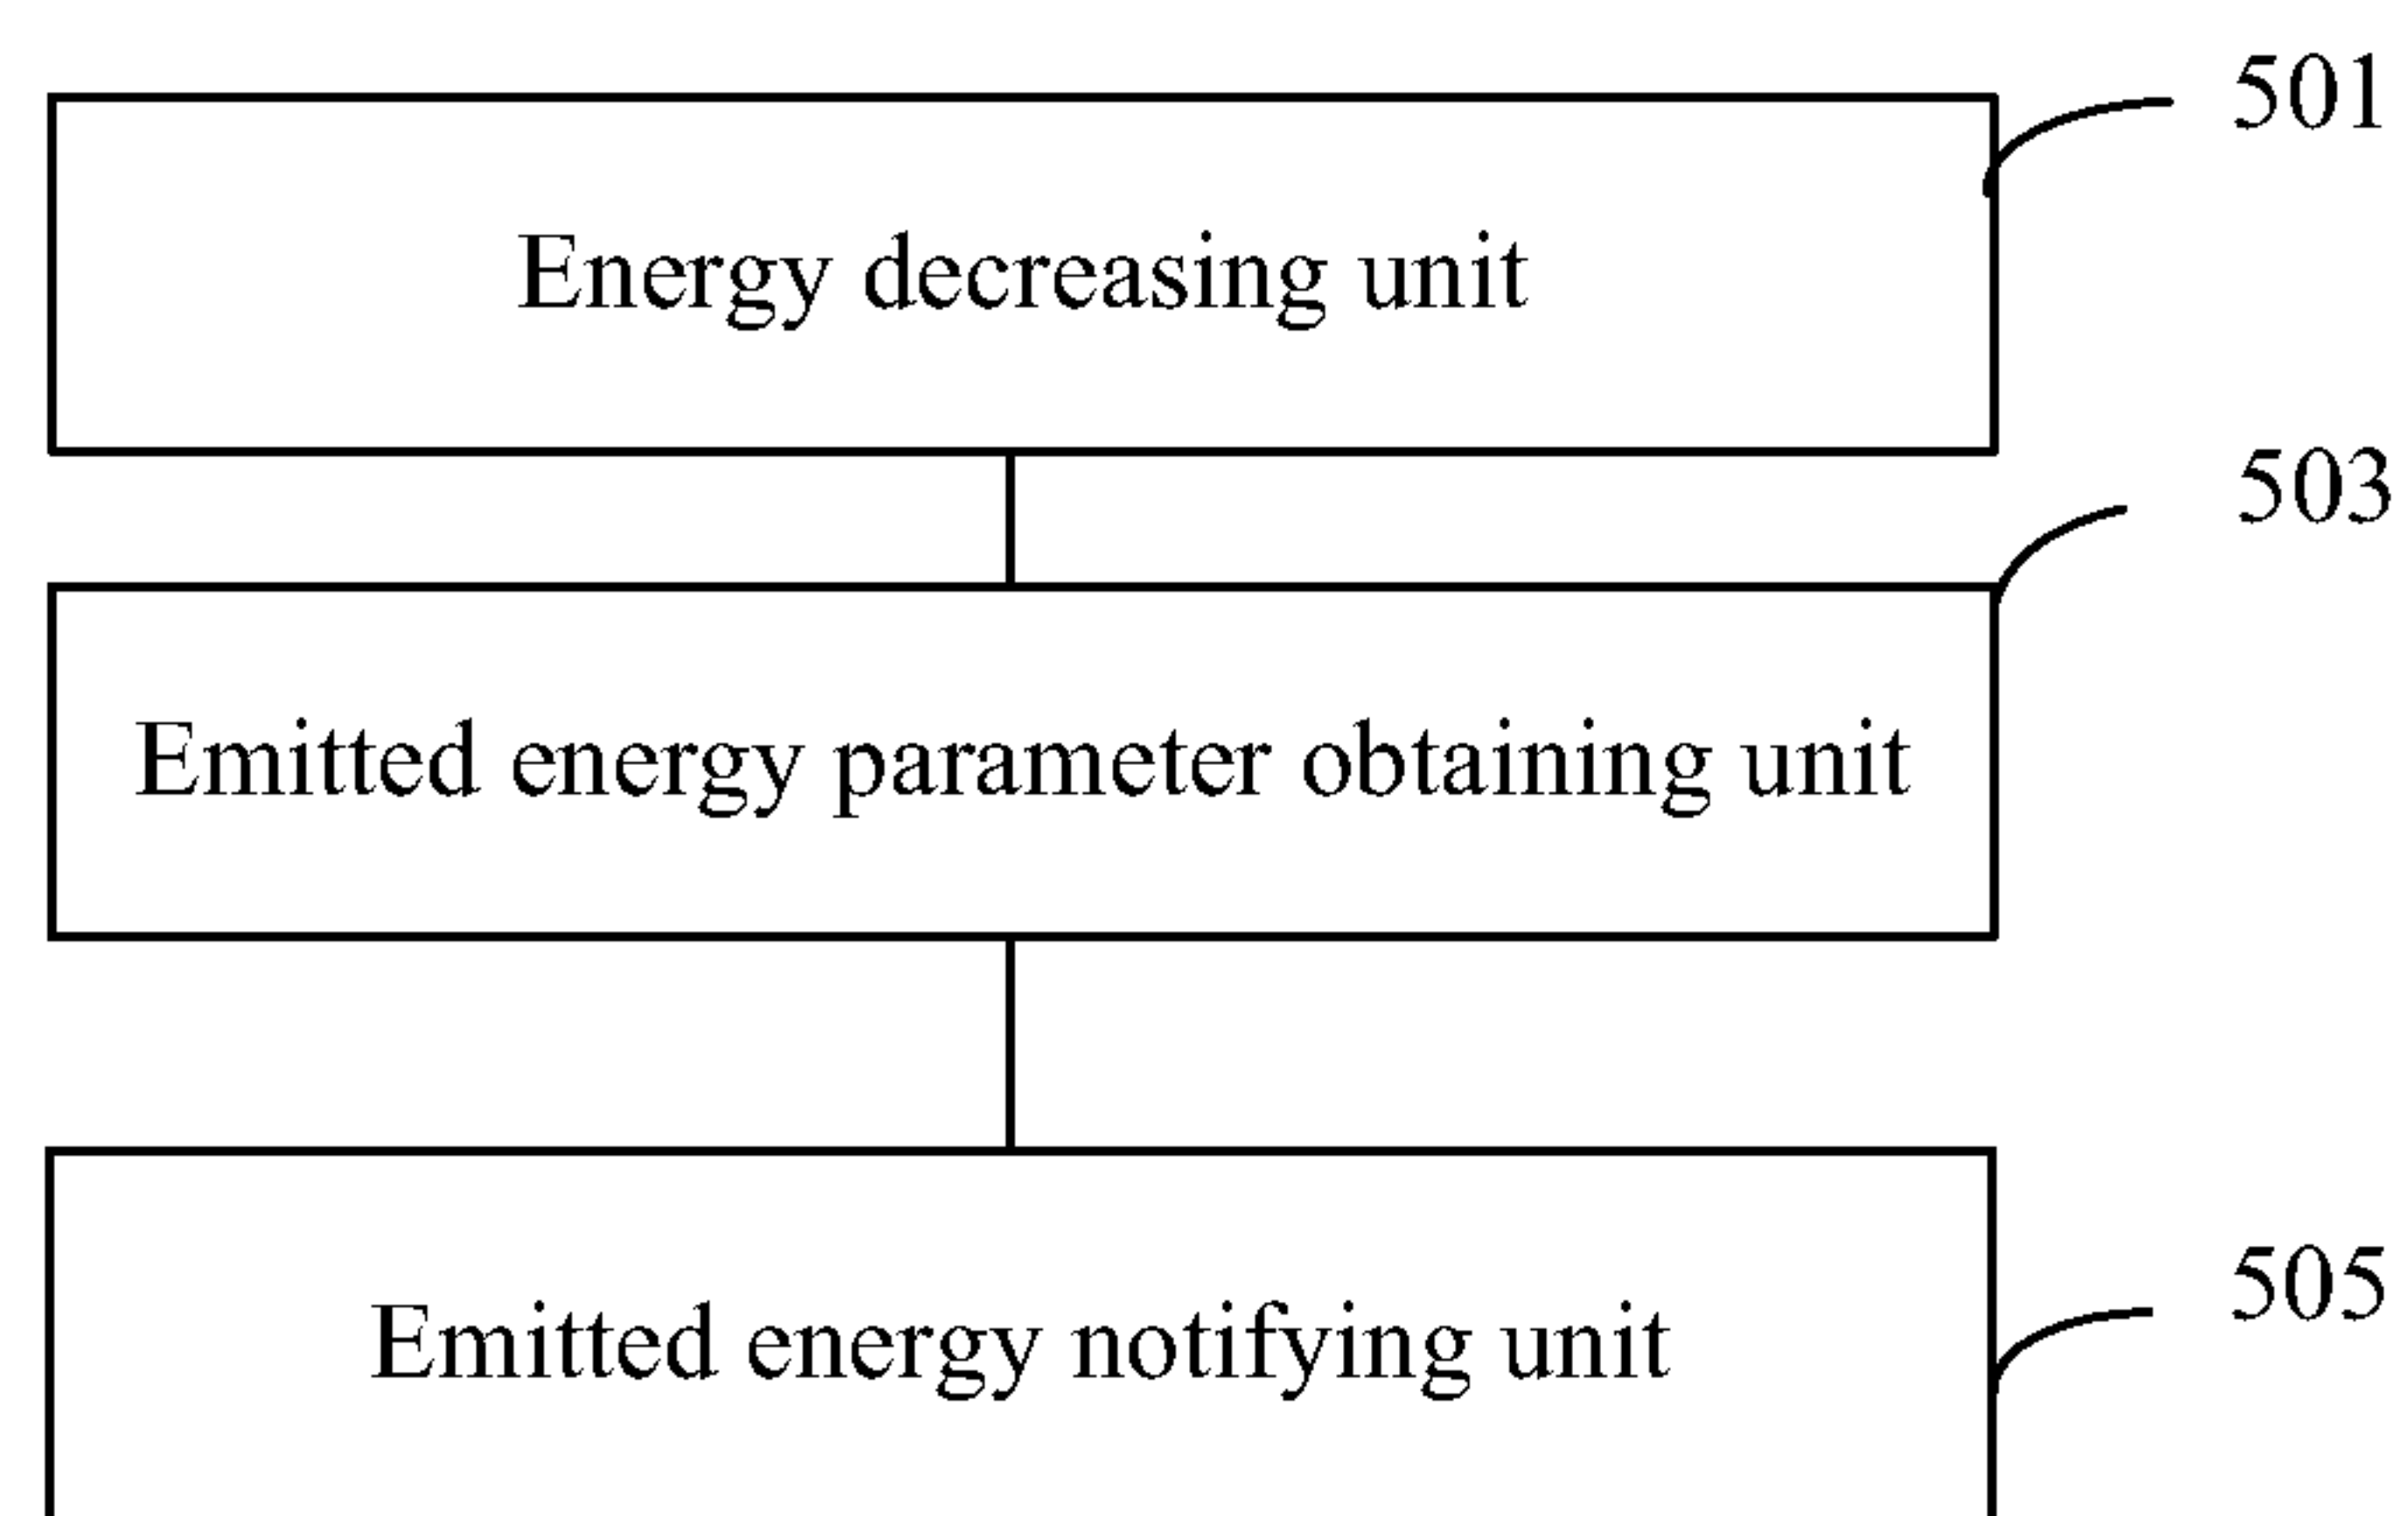 501
Energy decreasing unit
503
Emitted energy parameter obtaining unit
505
Emitted energy notifying unit